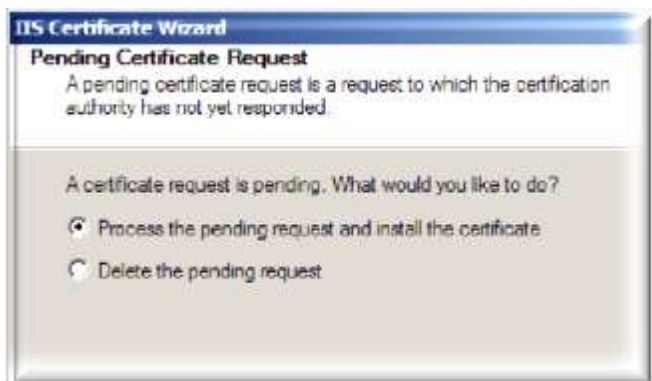 IIS Certificate Wizard
Pending Certificate Request
A pending certificate request is a request to which the certification
authority has not yet responded.
A certificate request is pending. What would you like to do?
Process the pending request and install the certificate
Delete the pending request